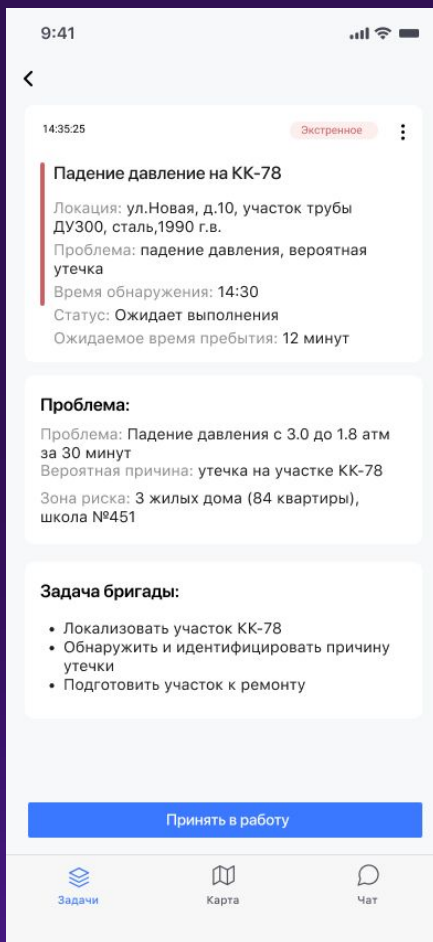 9:41
14:35:25
Экстренное
Падение давление на КК-78
Локация: ул.Новая, д.10, участок трубы
ДУ300, сталь,1990 г.в.
Проблема: падение давления, вероятная
утечка
Время обнаружения: 14:30
Статус: Ожидает выполнения
Ожидаемое время пребытия: 12 минут
Проблема:
Проблема: Падение давления с 3.0 до 1.8 атм
за 30 минут
Вероятная причина: утечка на участке КК-78
Зона риска: 3 жилых дома (84 квартиры),
школа №451
Задача бригады:
• Локализовать участок КК-78
• Обнаружить и идентифицировать причину
утечки
• Подготовить участок к ремонту
Принять в работу
Задачи
Карта
Чат